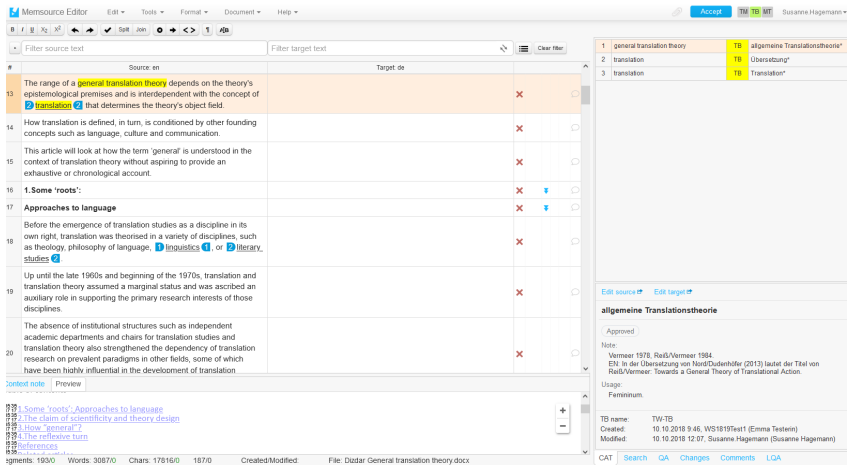 Memsource Editor Edit Tools Format Document Help Accept TM TB MT Susanne.Hagemann
B I U X₂ X² Split Join ¶ A|B
Filter source text Filter target text Clear filter
# Source: en Target: de
13 The range of a general translation theory depends on the theory's
epistemological premises and is interdependent with the concept of
2 translation 2 that determines the theory's object field.
14 How translation is defined, in turn, is conditioned by other founding
concepts such as language, culture and communication.
15 This article will look at how the term 'general' is understood in the
context of translation theory without aspiring to provide an
exhaustive or chronological account.
16 1.Some 'roots':
17 Approaches to language
18 Before the emergence of translation studies as a discipline in its
own right, translation was theorised in a variety of disciplines, such
as theology, philosophy of language, 1 linguistics 1, or 2 literary
studies 2.
19 Up until the late 1960s and beginning of the 1970s, translation and
translation theory assumed a marginal status and was ascribed an
auxiliary role in supporting the primary research interests of those
disciplines.
20 The absence of institutional structures such as independent
academic departments and chairs for translation studies and
translation theory also strengthened the dependency of translation
research on prevalent paradigms in other fields, some of which
have been highly influential in the development of translation
Context note Preview
1.Some 'roots': Approaches to language
2.The claim of scientificity and theory design
3.How "general"?
4.The reflexive turn
References
Related articles
+
−
egments: 193/0 Words: 3087/0 Chars: 17816/0 187/0 Created/Modified: File: Dizdar General translation theory.docx
1 general translation theory TB allgemeine Translationstheorie*
2 translation TB Übersetzung*
3 translation TB Translation*
Edit source Edit target
allgemeine Translationstheorie
Approved
Note:
Vermeer 1978, Reiß/Vermeer 1984.
EN: In der Übersetzung von Nord/Dudenhöfer (2013) lautet der Titel von
Reiß/Vermeer: Towards a General Theory of Translational Action.
Usage:
Femininum.
TB name: TW-TB
Created: 10.10.2018 9:46, WS1819Test1 (Emma Testerin)
Modified: 10.10.2018 12:07, Susanne.Hagemann (Susanne Hagemann)
CAT Search QA Changes Comments LQA